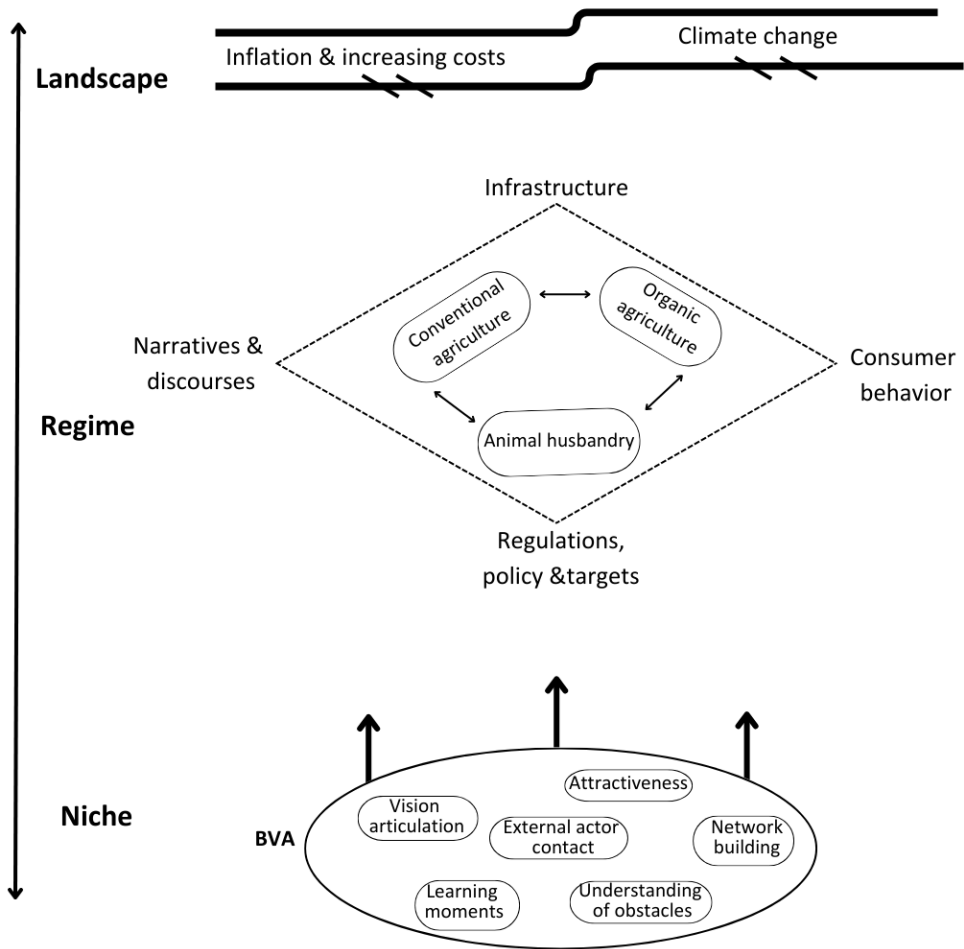 Climate change
Inflation & increasing costs
Landscape
Infrastructure
Conventional
agriculture
Organic
agriculture
Narratives &
discourses
Consumer
behavior
Regime
Animal husbandry
Regulations,
policy &targets
Niche
BVA
Attractiveness
Vision
articulation
External actor
contact
Network
building
Learning
moments
Understanding
of obstacles